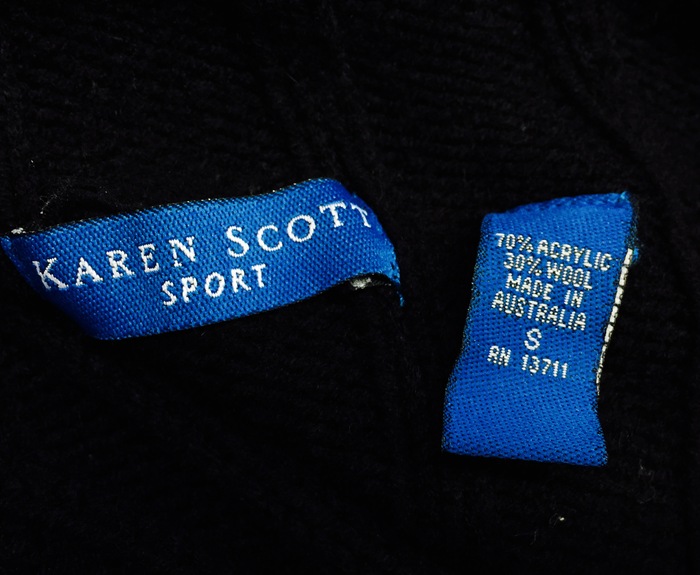 KAREN SCOTT
SPORT
70% ACRYLIC
30% WOOL
MADE IN
AUSTRALIA
S
RN 13711